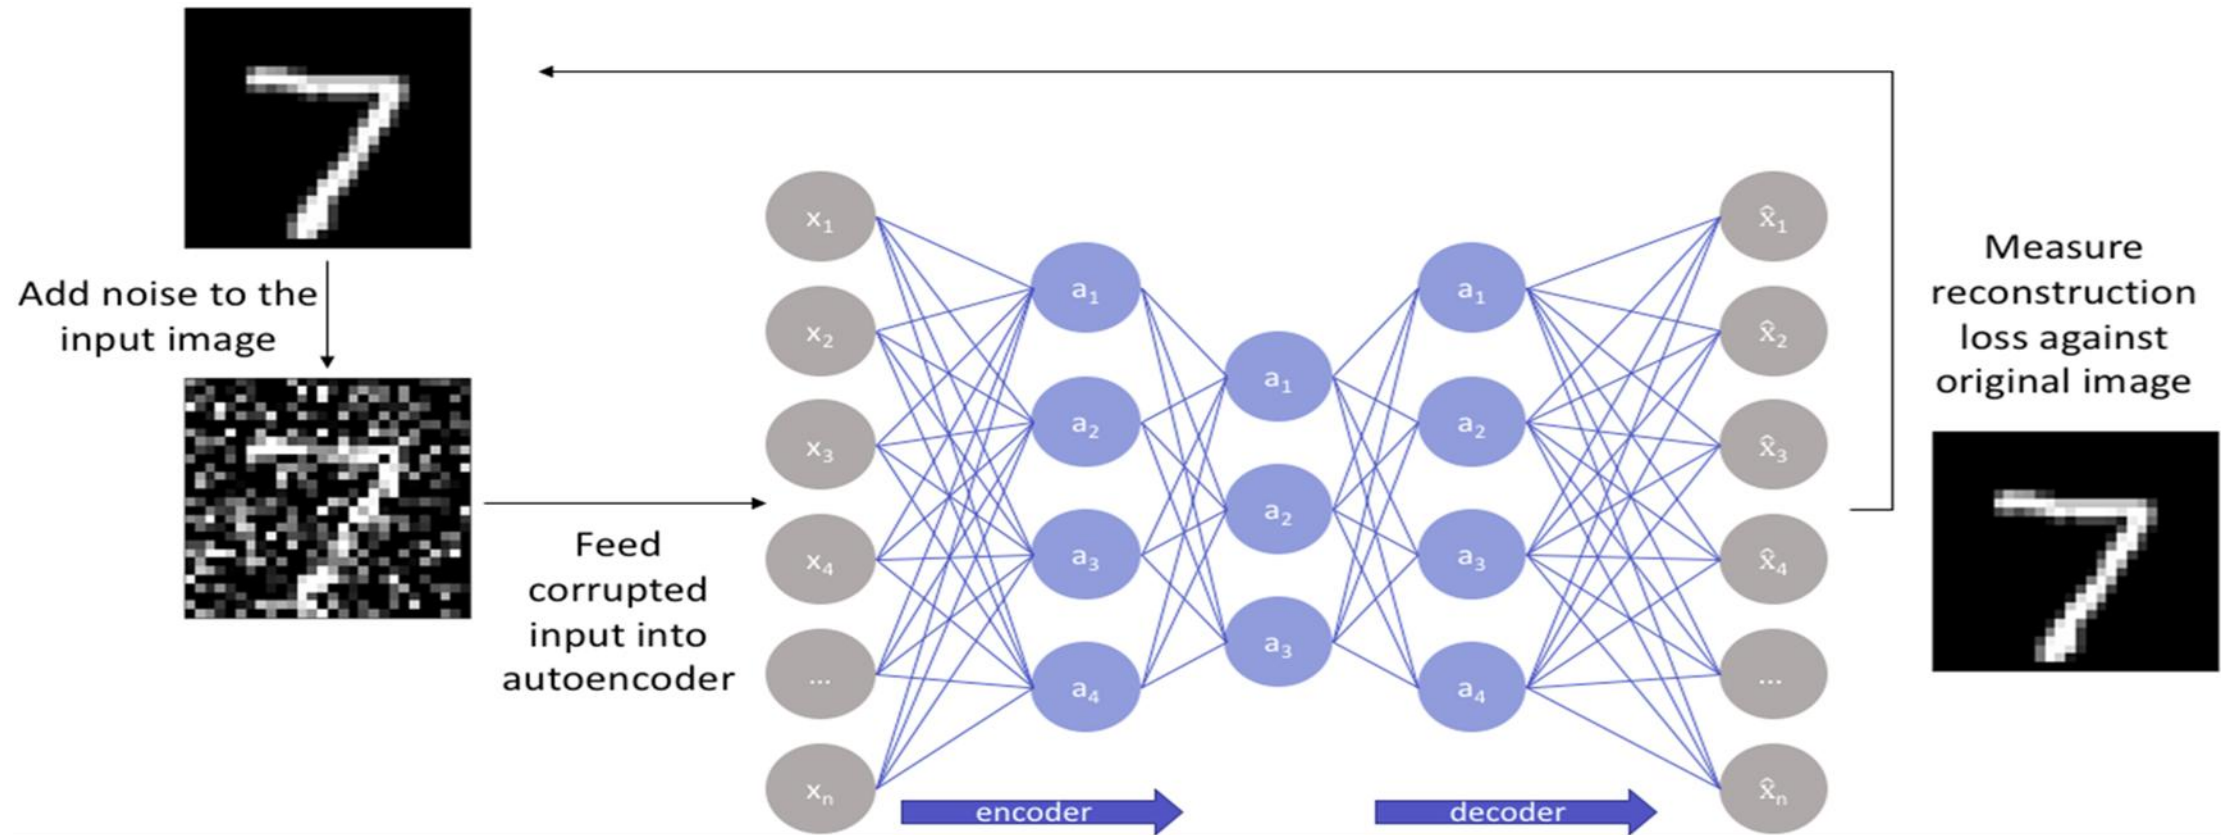 Add noise to the
input image
Feed
corrupted
input into
autoencoder
x₁
x₂
x₃
x₄
...
xₙ
a₁
a₂
a₃
a₄
a₁
a₂
a₃
a₁
a₂
a₃
a₄
x̂₁
x̂₂
x̂₃
x̂₄
...
x̂ₙ
encoder
decoder
Measure
reconstruction
loss against
original image